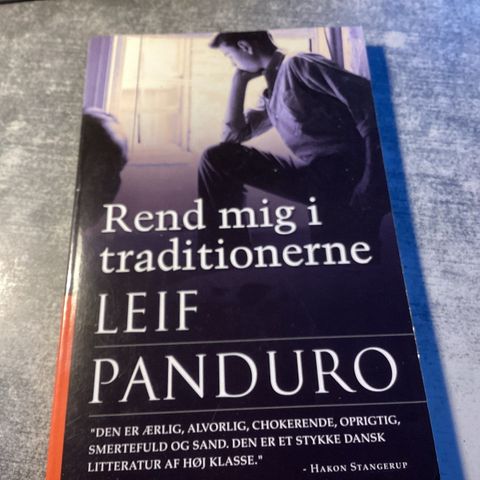 Rend mig i
traditionerne
LEIF
PANDURO
"DEN ER ÆRLIG, ALVORLIG, CHOKERENDE, OPRIGTIG,
SMERTEFULD OG SAND. DEN ER ET STYKKE DANSK
LITTERATUR AF HØJ KLASSE."
- HAKON STANGERUP